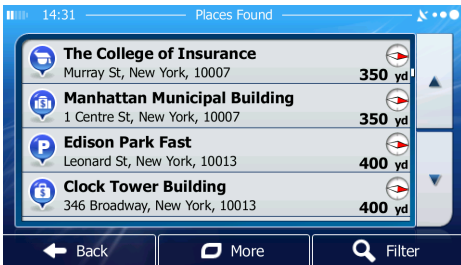 14:31 Places Found
The College of Insurance
Murray St, New York, 10007
350 yd
Manhattan Municipal Building
1 Centre St, New York, 10007
350 yd
Edison Park Fast
Leonard St, New York, 10013
400 yd
Clock Tower Building
346 Broadway, New York, 10013
400 yd
Back More Filter